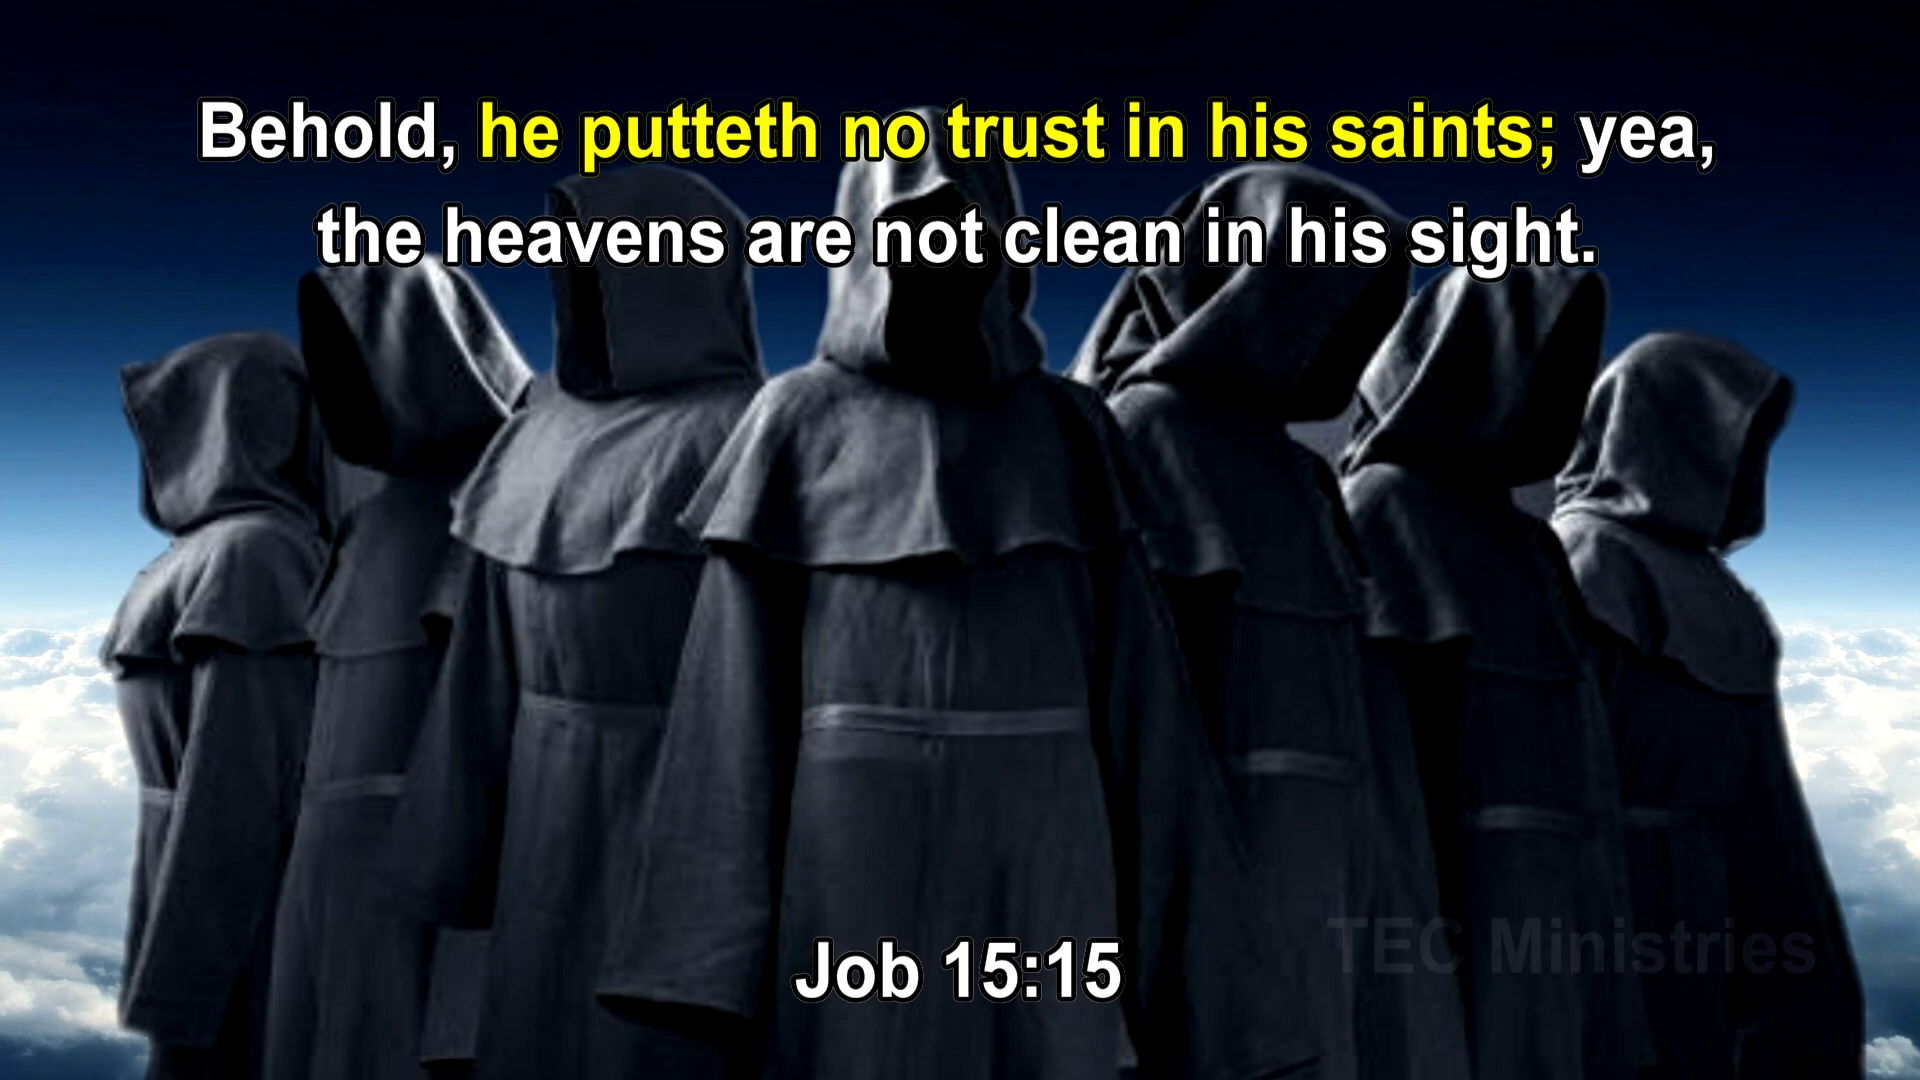 Behold, he putteth no trust in his saints; yea,
the heavens are not clean in his sight.
TEC Ministries
Job 15:15